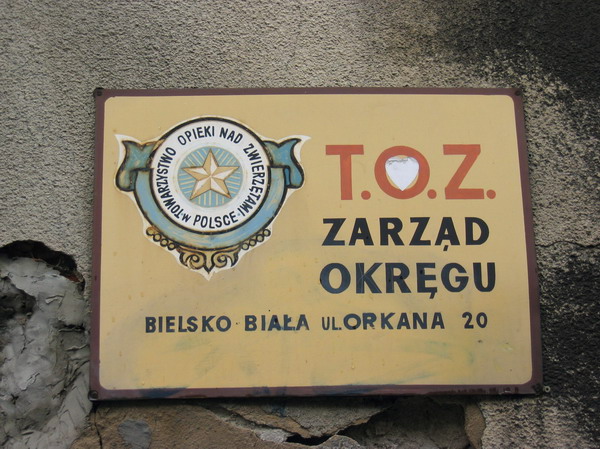 TOWARZYSTWO OPIEKI NAD ZWIERZĘTAMI
W POLSCE
T.O.Z.
ZARZĄD
OKRĘGU
BIELSKO-BIAŁA UL.ORKANA 20